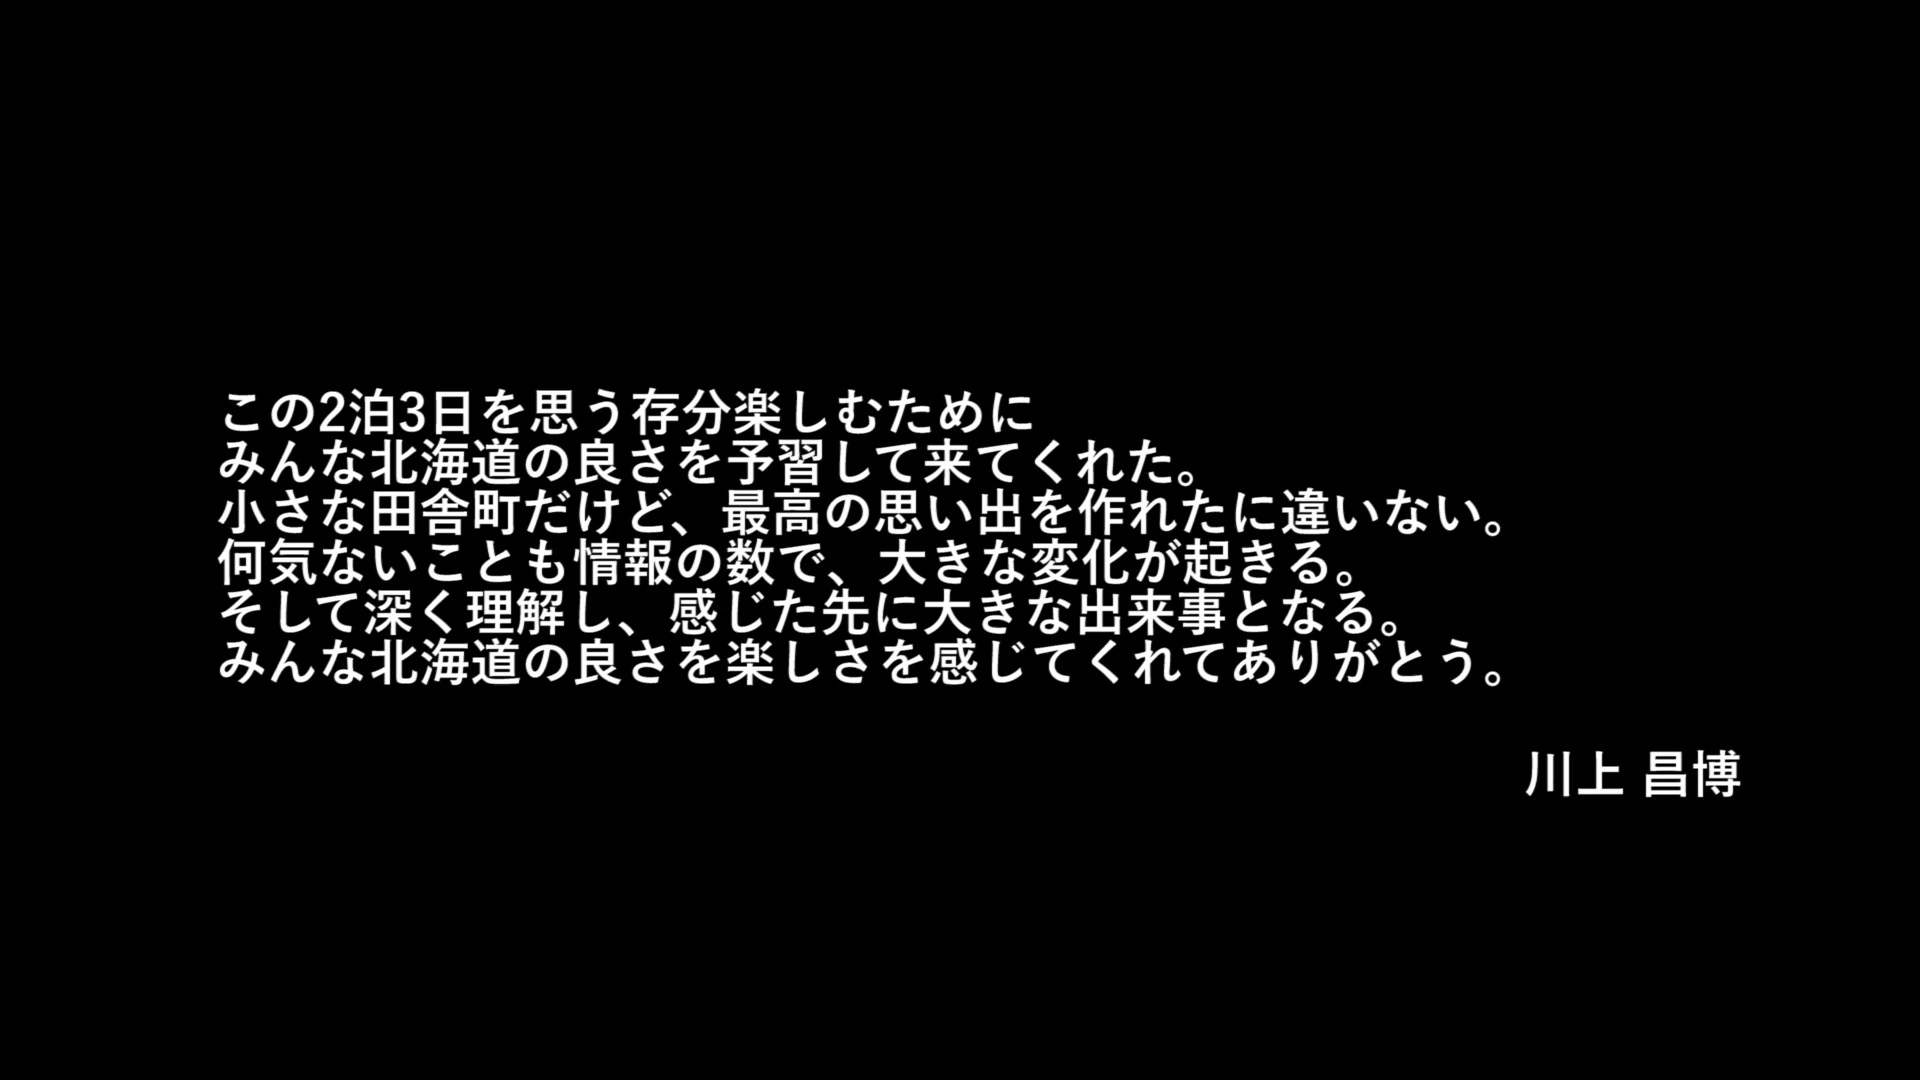 この2泊3日を思う存分楽しむために
みんな北海道の良さを予習して来てくれた。
小さな田舎町だけど、最高の思い出を作れたに違いない。
何気ないことも情報の数で、大きな変化が起きる。
そして深く理解し、感じた先に大きな出来事となる。
みんな北海道の良さを楽しさを感じてくれてありがとう。
川上 昌博